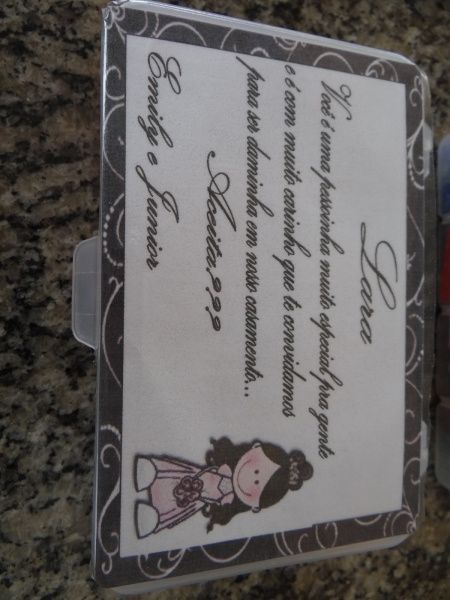 Lara
Você é uma pessoinha muito especial pra gente
e é com muito carinho que te convidamos
para ser daminha em nosso casamento...
Aceita???
Emily e Junior